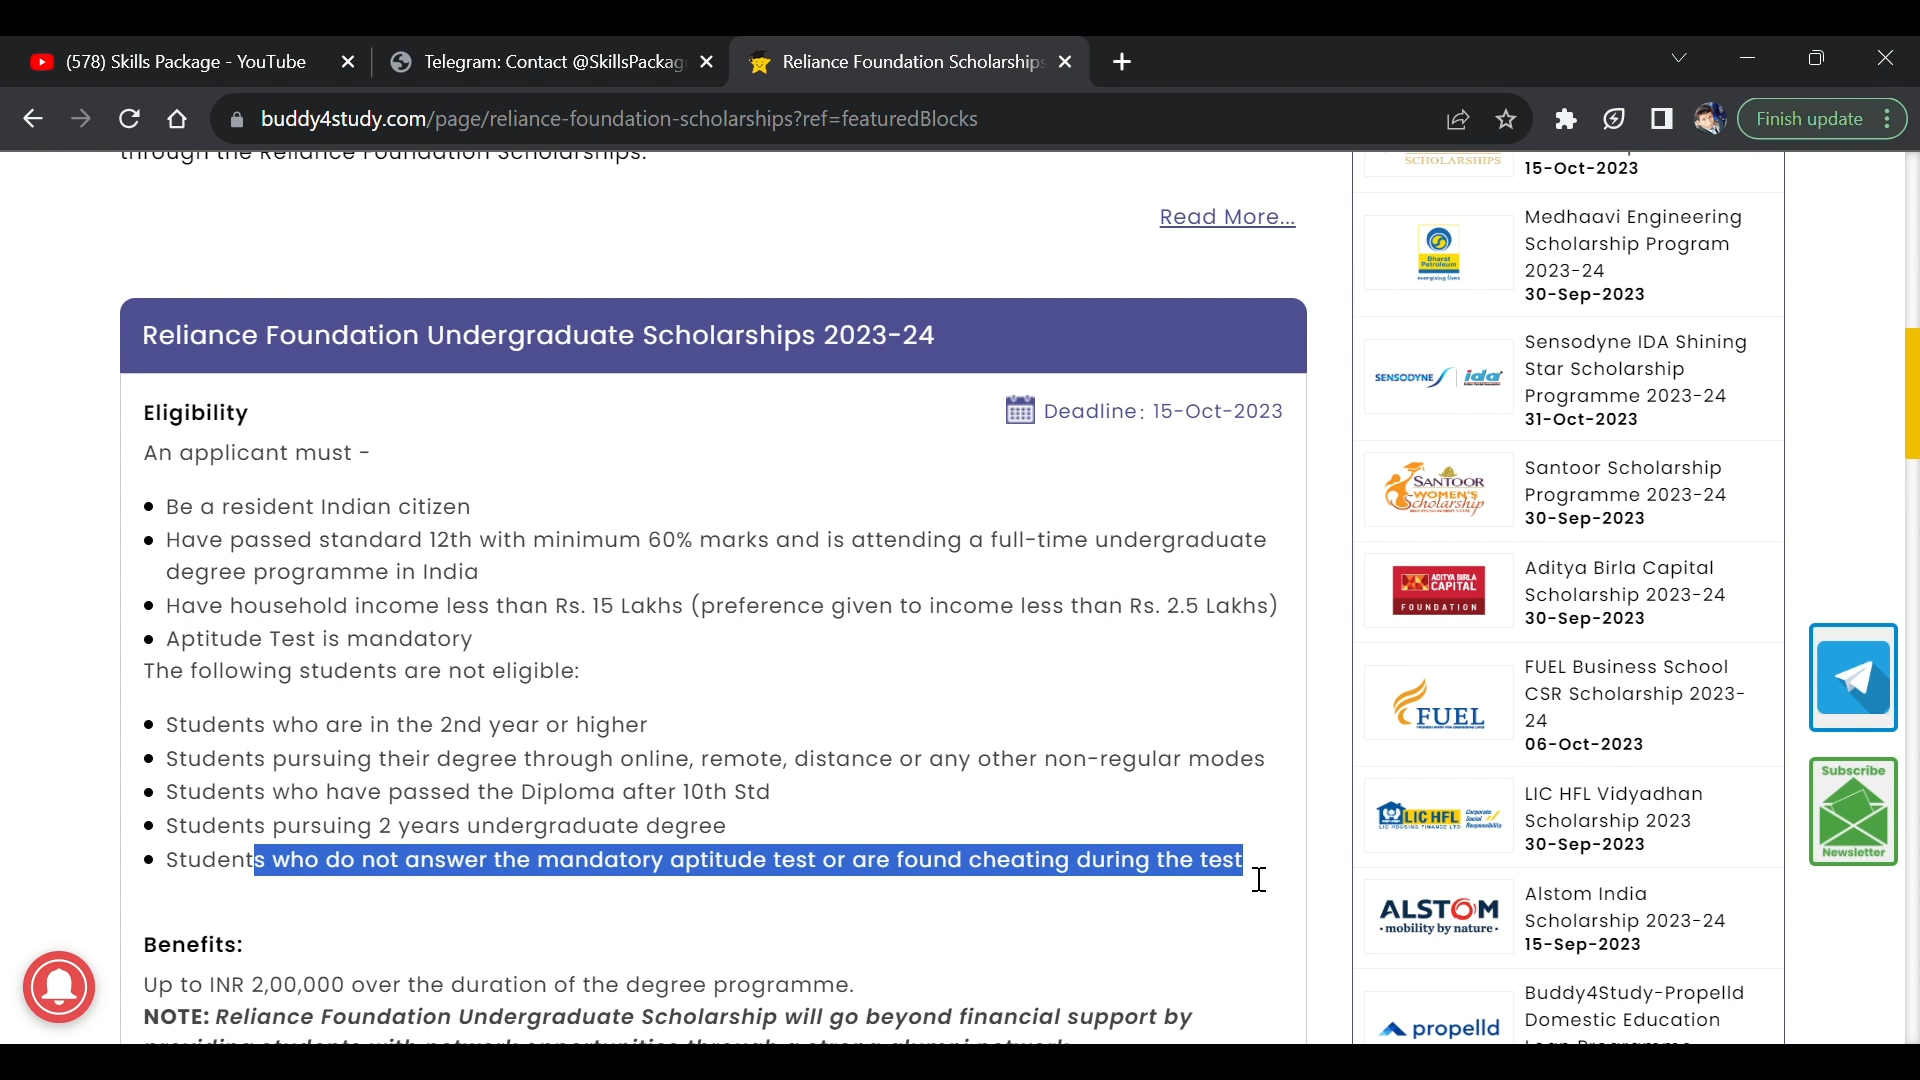 (578) Skills Package - YouTube
Telegram: Contact @SkillsPackag
Reliance Foundation Scholarships
buddy4study.com/page/reliance-foundation-scholarships?ref=featuredBlocks
Finish update
through the Reliance Foundation Scholarships.
Read More...
Reliance Foundation Undergraduate Scholarships 2023-24
Eligibility
Deadline: 15-Oct-2023
An applicant must -
Be a resident Indian citizen
Have passed standard 12th with minimum 60% marks and is attending a full-time undergraduate
degree programme in India
Have household income less than Rs. 15 Lakhs (preference given to income less than Rs. 2.5 Lakhs)
Aptitude Test is mandatory
The following students are not eligible:
Students who are in the 2nd year or higher
Students pursuing their degree through online, remote, distance or any other non-regular modes
Students who have passed the Diploma after 10th Std
Students pursuing 2 years undergraduate degree
Students who do not answer the mandatory aptitude test or are found cheating during the test
Benefits:
Up to INR 2,00,000 over the duration of the degree programme.
NOTE: Reliance Foundation Undergraduate Scholarship will go beyond financial support by
SCHOLARSHIPS
15-Oct-2023
Bharat
Petroleum
energising lives
Medhaavi Engineering
Scholarship Program
2023-24
30-Sep-2023
SENSODYNE ida
Sensodyne IDA Shining
Star Scholarship
Programme 2023-24
31-Oct-2023
SANTOOR
WOMEN'S
Scholarship
Santoor Scholarship
Programme 2023-24
30-Sep-2023
ADITYA BIRLA
CAPITAL
FOUNDATION
Aditya Birla Capital
Scholarship 2023-24
30-Sep-2023
FUEL
FUEL Business School
CSR Scholarship 2023-
24
06-Oct-2023
LIC HFL
LIC HOUSING FINANCE LTD
Corporate
Social
Responsibility
LIC HFL Vidyadhan
Scholarship 2023
30-Sep-2023
ALSTOM
· mobility by nature ·
Alstom India
Scholarship 2023-24
15-Sep-2023
propelld
Buddy4Study-Propelld
Domestic Education
Subscribe
Newsletter